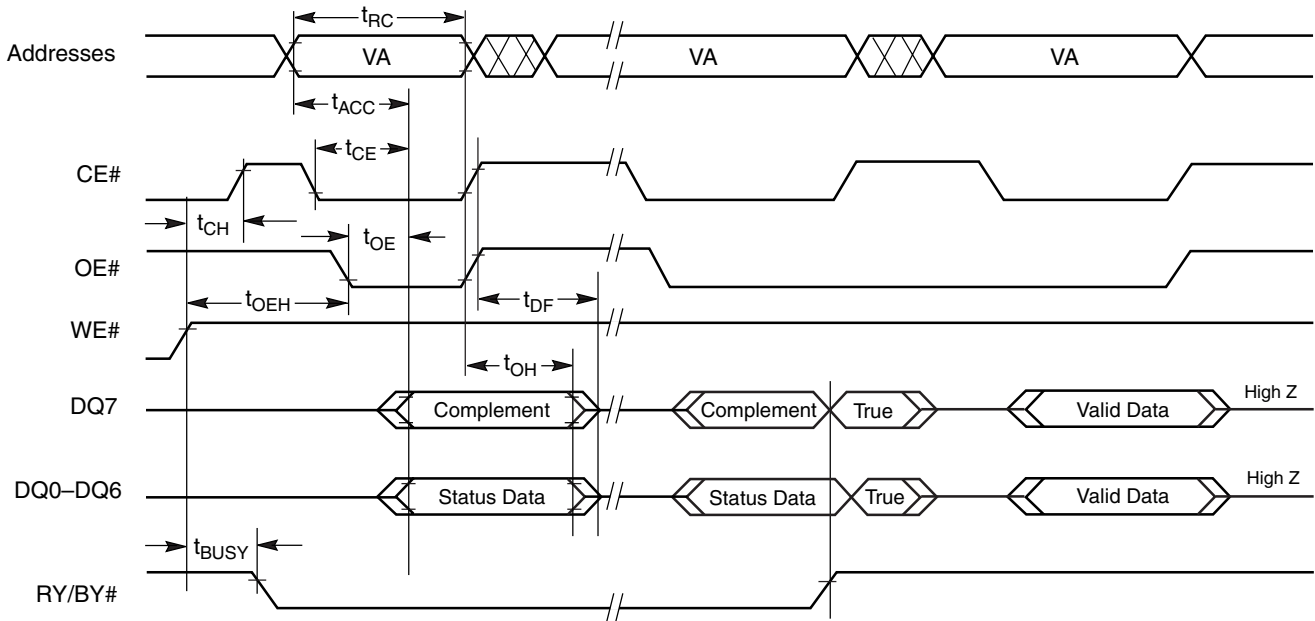 tRC
Addresses VA VA VA
tACC
tCE
CE#
tCH
tOE
OE#
tOEH
tDF
WE#
tOH
DQ7 Complement Complement True Valid Data High Z
DQ0–DQ6 Status Data Status Data True Valid Data High Z
tBUSY
RY/BY#